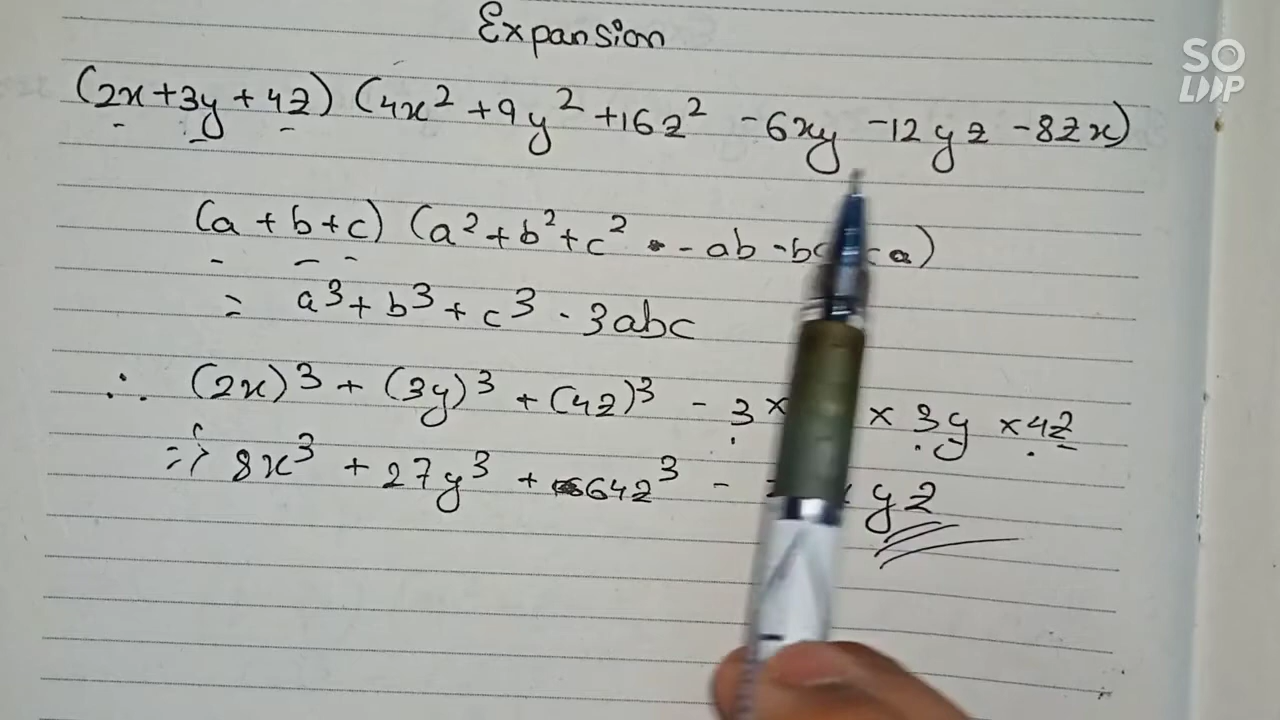 Expansion
SO
LOOP
(2x+3y+4z) (4x² +9y² +16z² -6xy -12yz -8zx)
(a+b+c) (a²+b²+c² - ab -bc a)
= a³+b³+c³ - 3abc
∴ (2x)³ + (3y)³ + (4z)³ - 3 × × 3y × 4z
=> 8x³ + 27y³ + 64z³ - yz